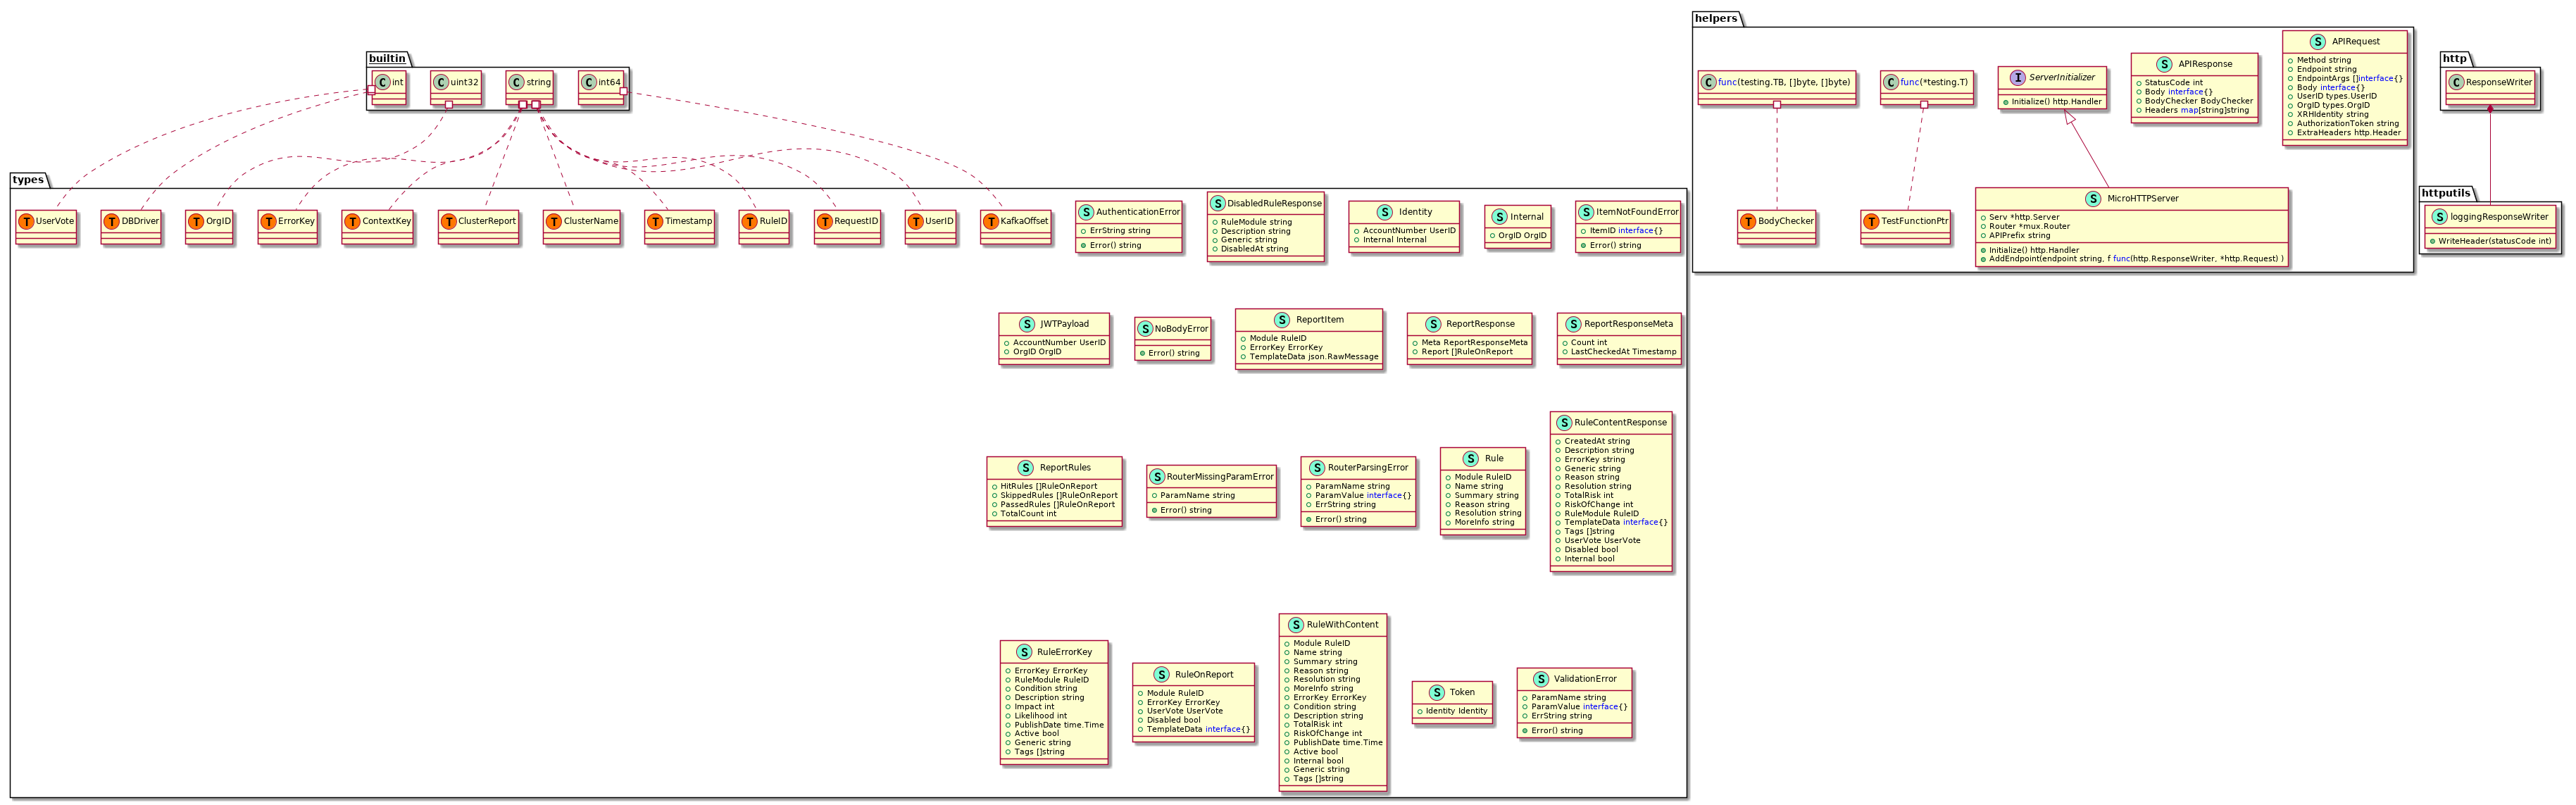 builtin
C int
C uint32
C string
C int64
types
T UserVote
T DBDriver
T OrgID
T ErrorKey
T ContextKey
T ClusterReport
T ClusterName
T Timestamp
T RuleID
T RequestID
T UserID
T KafkaOffset
S AuthenticationError
ErrString string
Error() string
S DisabledRuleResponse
RuleModule string
Description string
Generic string
DisabledAt string
S Identity
AccountNumber UserID
Internal Internal
S Internal
OrgID OrgID
S ItemNotFoundError
ItemID interface{}
Error() string
S JWTPayload
AccountNumber UserID
OrgID OrgID
S NoBodyError
Error() string
S ReportItem
Module RuleID
ErrorKey ErrorKey
TemplateData json.RawMessage
S ReportResponse
Meta ReportResponseMeta
Report []RuleOnReport
S ReportResponseMeta
Count int
LastCheckedAt Timestamp
S ReportRules
HitRules []RuleOnReport
SkippedRules []RuleOnReport
PassedRules []RuleOnReport
TotalCount int
S RouterMissingParamError
ParamName string
Error() string
S RouterParsingError
ParamName string
ParamValue interface{}
ErrString string
Error() string
S Rule
Module RuleID
Name string
Summary string
Reason string
Resolution string
MoreInfo string
S RuleContentResponse
CreatedAt string
Description string
ErrorKey string
Generic string
Reason string
Resolution string
TotalRisk int
RiskOfChange int
RuleModule RuleID
TemplateData interface{}
Tags []string
UserVote UserVote
Disabled bool
Internal bool
S RuleErrorKey
ErrorKey ErrorKey
RuleModule RuleID
Condition string
Description string
Impact int
Likelihood int
PublishDate time.Time
Active bool
Generic string
Tags []string
S RuleOnReport
Module RuleID
ErrorKey ErrorKey
UserVote UserVote
Disabled bool
TemplateData interface{}
S RuleWithContent
Module RuleID
Name string
Summary string
Reason string
Resolution string
MoreInfo string
ErrorKey ErrorKey
Condition string
Description string
TotalRisk int
RiskOfChange int
PublishDate time.Time
Active bool
Internal bool
Generic string
Tags []string
S Token
Identity Identity
S ValidationError
ParamName string
ParamValue interface{}
ErrString string
Error() string
helpers
C func(testing.TB, []byte, []byte)
C func(*testing.T)
I ServerInitializer
Initialize() http.Handler
S APIResponse
StatusCode int
Body interface{}
BodyChecker BodyChecker
Headers map[string]string
S APIRequest
Method string
Endpoint string
EndpointArgs []interface{}
Body interface{}
UserID types.UserID
OrgID types.OrgID
XRHIdentity string
AuthorizationToken string
ExtraHeaders http.Header
T BodyChecker
T TestFunctionPtr
S MicroHTTPServer
Serv *http.Server
Router *mux.Router
APIPrefix string
Initialize() http.Handler
AddEndpoint(endpoint string, f func(http.ResponseWriter, *http.Request) )
http
C ResponseWriter
httputils
S loggingResponseWriter
WriteHeader(statusCode int)